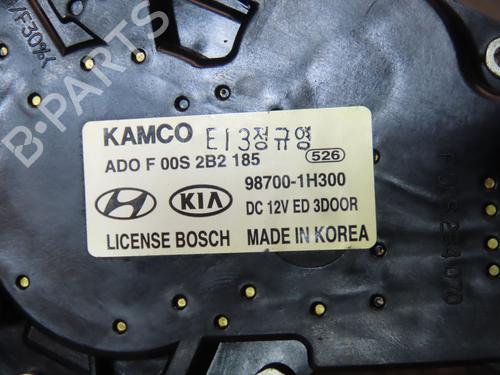 /F30%
KAMCO E13정규영
ADO F 00S 2B2 185 526
98700-1H300
KIA DC 12V ED 3DOOR
LICENSE BOSCH MADE IN KOREA
B-PARTS